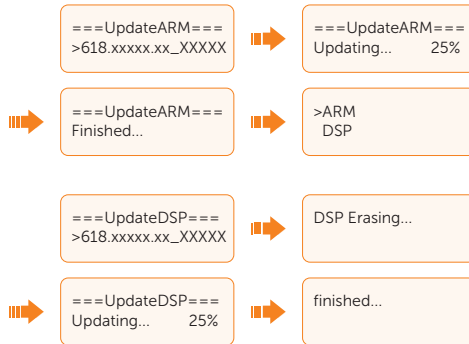 ===UpdateARM===
>618.xxxxx.xx_XXXXX
===UpdateARM===
Updating... 25%
===UpdateARM===
Finished...
>ARM
DSP
===UpdateDSP===
>618.xxxxx.xx_XXXXX
DSP Erasing...
===UpdateDSP===
Updating... 25%
finished...